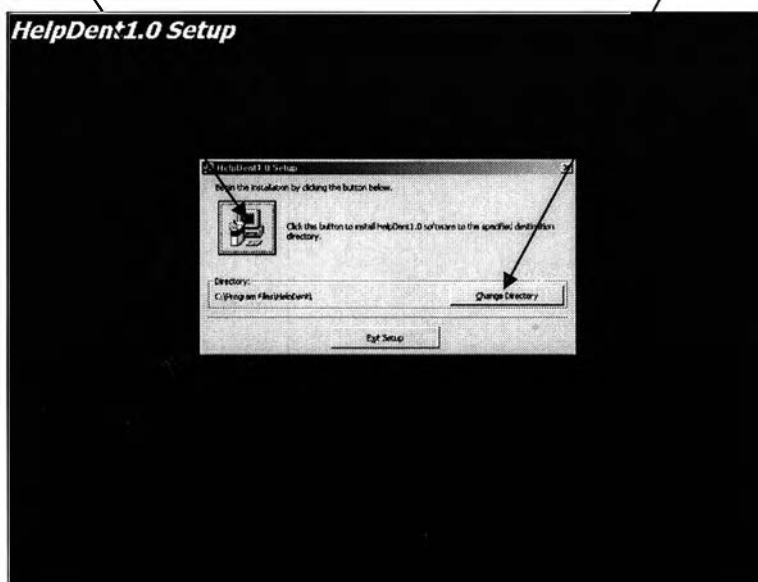 HelpDent1.0 Setup
HelpDent1.0 Setup
Begin the installation by clicking the button below.
Click this button to install HelpDent1.0 software to the specified destination
directory.
Directory:
C:\Program Files\HelpDent\
Change Directory
Exit Setup